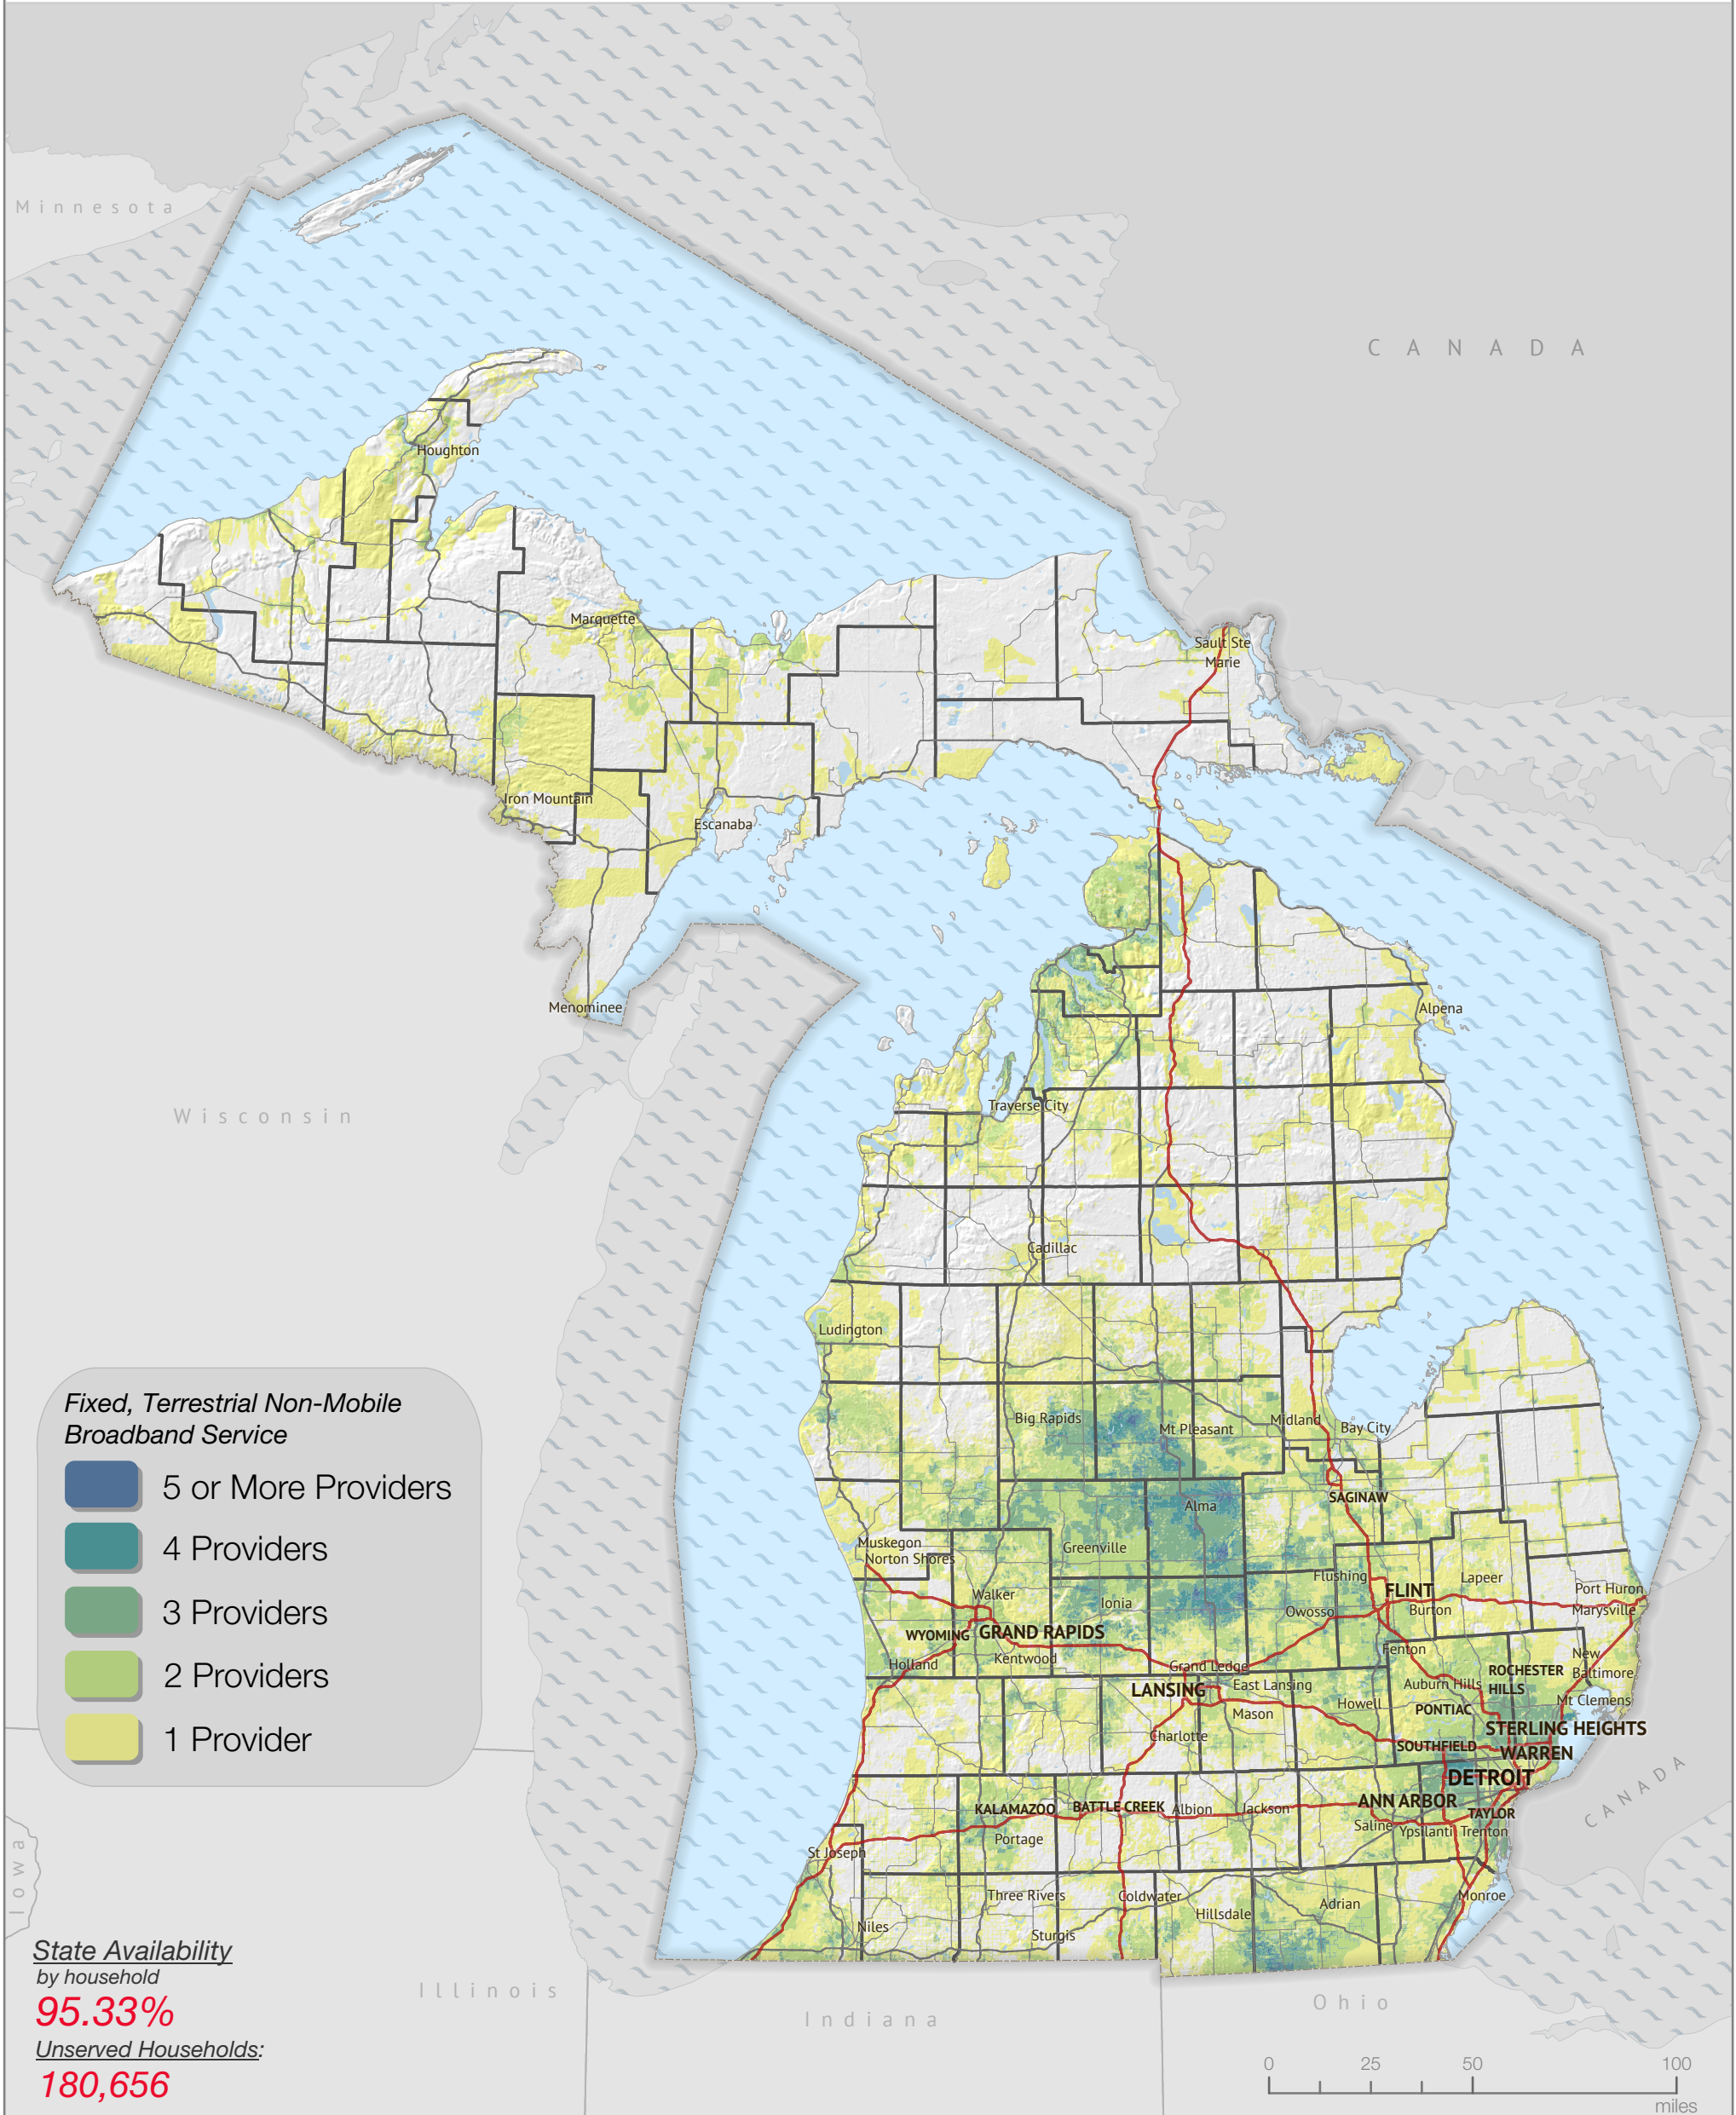 Minnesota
CANADA
Houghton
Marquette
Sault Ste
Marie
Iron Mountain
Escanaba
Menominee
Alpena
Wisconsin
Traverse City
Cadillac
Ludington
Big Rapids
Mt Pleasant
Midland
Bay City
SAGINAW
Alma
Muskegon
Norton Shores
Greenville
Flushing
FLINT
Lapeer
Port Huron
Walker
Ionia
Owosso
Burton
Marysville
WYOMING
GRAND RAPIDS
Fenton
New
Baltimore
Holland
Kentwood
Grand Ledge
ROCHESTER
HILLS
LANSING
East Lansing
Auburn Hills
Mason
Howell
PONTIAC
Mt Clemens
Charlotte
STERLING HEIGHTS
SOUTHFIELD
WARREN
DETROIT
KALAMAZOO
BATTLE CREEK
Albion
Jackson
ANN ARBOR
TAYLOR
Portage
Saline
Ypsilanti
Trenton
CANADA
St Joseph
Three Rivers
Coldwater
Hillsdale
Adrian
Monroe
Niles
Sturgis
Fixed, Terrestrial Non-Mobile
Broadband Service
5 or More Providers
4 Providers
3 Providers
2 Providers
1 Provider
Iowa
State Availability
by household
95.33%
Unserved Households:
180,656
Illinois
Indiana
Ohio
0 25 50 100
miles